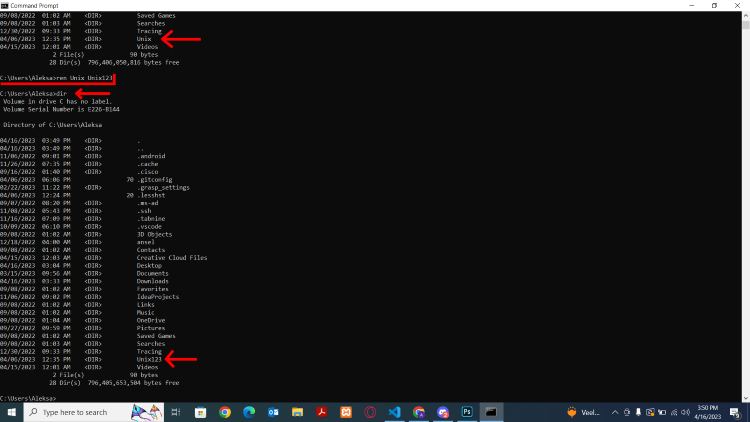 Command Prompt
09/08/2022  01:02 AM    <DIR>          Saved Games
09/08/2022  01:03 AM    <DIR>          Searches
12/30/2022  09:33 PM    <DIR>          Tracing
04/06/2023  12:35 PM    <DIR>          Unix
04/15/2023  12:01 AM    <DIR>          Videos
2 File(s)             90 bytes
28 Dir(s)  796,406,050,816 bytes free
C:\Users\Aleksa>ren Unix Unix123
C:\Users\Aleksa>dir
Volume in drive C has no label.
Volume Serial Number is E226-B144
Directory of C:\Users\Aleksa
04/16/2023  03:49 PM    <DIR>          .
04/16/2023  03:49 PM    <DIR>          ..
11/06/2022  09:01 PM    <DIR>          .android
11/26/2022  07:35 PM    <DIR>          .cache
09/16/2022  01:40 PM    <DIR>          .cisco
04/06/2023  06:06 PM                70 .gitconfig
02/22/2023  11:22 PM    <DIR>          .grasp_settings
04/06/2023  12:24 PM                20 .lesshst
09/07/2022  08:20 PM    <DIR>          .ms-ad
11/08/2022  05:43 PM    <DIR>          .ssh
11/16/2022  07:09 PM    <DIR>          .tabnine
10/09/2022  06:10 PM    <DIR>          .vscode
09/08/2022  01:02 AM    <DIR>          3D Objects
12/18/2022  04:00 AM    <DIR>          ansel
09/08/2022  01:02 AM    <DIR>          Contacts
04/15/2023  12:03 AM    <DIR>          Creative Cloud Files
04/16/2023  03:04 PM    <DIR>          Desktop
03/15/2023  09:56 PM    <DIR>          Documents
04/16/2023  03:33 PM    <DIR>          Downloads
09/08/2022  01:02 AM    <DIR>          Favorites
11/06/2022  09:02 PM    <DIR>          IdeaProjects
09/08/2022  01:02 AM    <DIR>          Links
09/08/2022  01:02 AM    <DIR>          Music
09/08/2022  01:04 AM    <DIR>          OneDrive
09/27/2022  09:59 PM    <DIR>          Pictures
09/08/2022  01:02 AM    <DIR>          Saved Games
09/08/2022  01:03 AM    <DIR>          Searches
12/30/2022  09:33 PM    <DIR>          Tracing
04/06/2023  12:35 PM    <DIR>          Unix123
04/15/2023  12:01 AM    <DIR>          Videos
2 File(s)             90 bytes
28 Dir(s)  796,405,653,504 bytes free
C:\Users\Aleksa>
Type here to search
Ps
Veel...
3:50 PM
4/16/2023